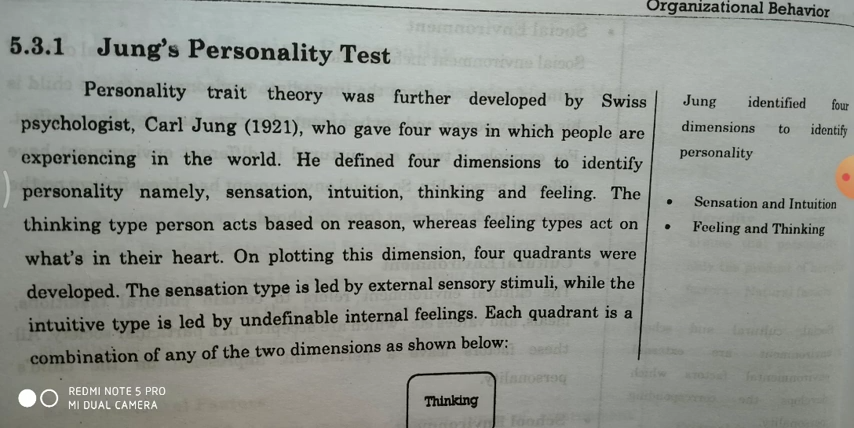 Organizational Behavior
5.3.1 Jung's Personality Test
Personality trait theory was further developed by Swiss
psychologist, Carl Jung (1921), who gave four ways in which people are
experiencing in the world. He defined four dimensions to identify
personality namely, sensation, intuition, thinking and feeling. The
thinking type person acts based on reason, whereas feeling types act on
what's in their heart. On plotting this dimension, four quadrants were
developed. The sensation type is led by external sensory stimuli, while the
intuitive type is led by undefinable internal feelings. Each quadrant is a
combination of any of the two dimensions as shown below:
Jung identified four
dimensions to identify
personality
• Sensation and Intuition
• Feeling and Thinking
Thinking
REDMI NOTE 5 PRO
MI DUAL CAMERA